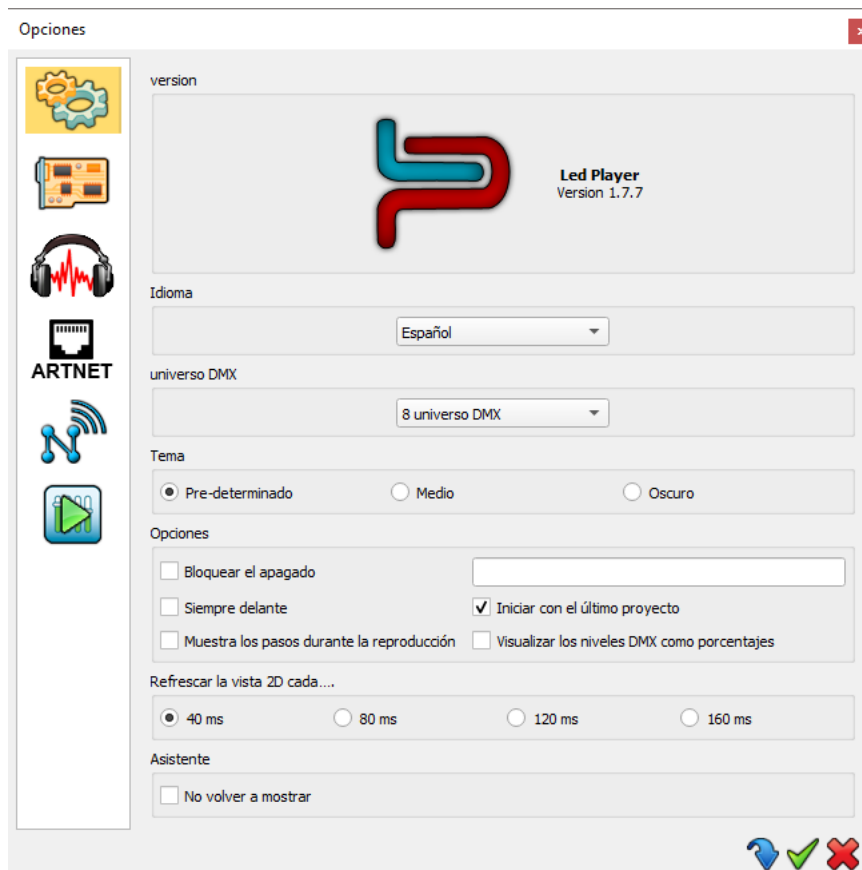 Opciones
version
Led Player
Version 1.7.7
Idioma
Español
ARTNET
universo DMX
8 universo DMX
Tema
Pre-determinado Medio Oscuro
Opciones
Bloquear el apagado
Siempre delante Iniciar con el último proyecto
Muestra los pasos durante la reproducción Visualizar los niveles DMX como porcentajes
Refrescar la vista 2D cada....
40 ms 80 ms 120 ms 160 ms
Asistente
No volver a mostrar